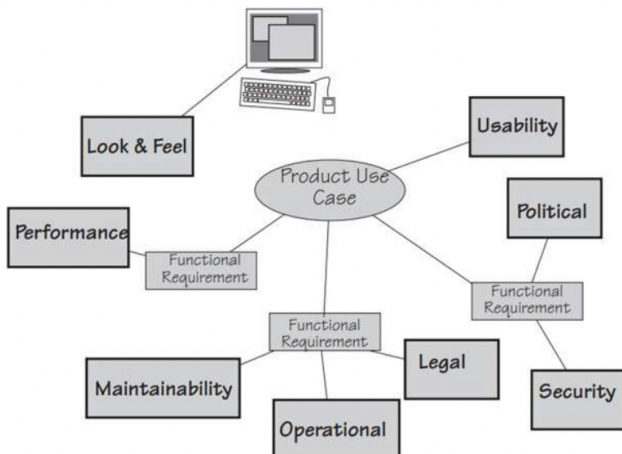 Look & Feel
Usability
Product Use
Case
Political
Performance
Functional
Requirement
Functional
Requirement
Functional
Requirement
Legal
Maintainability
Security
Operational